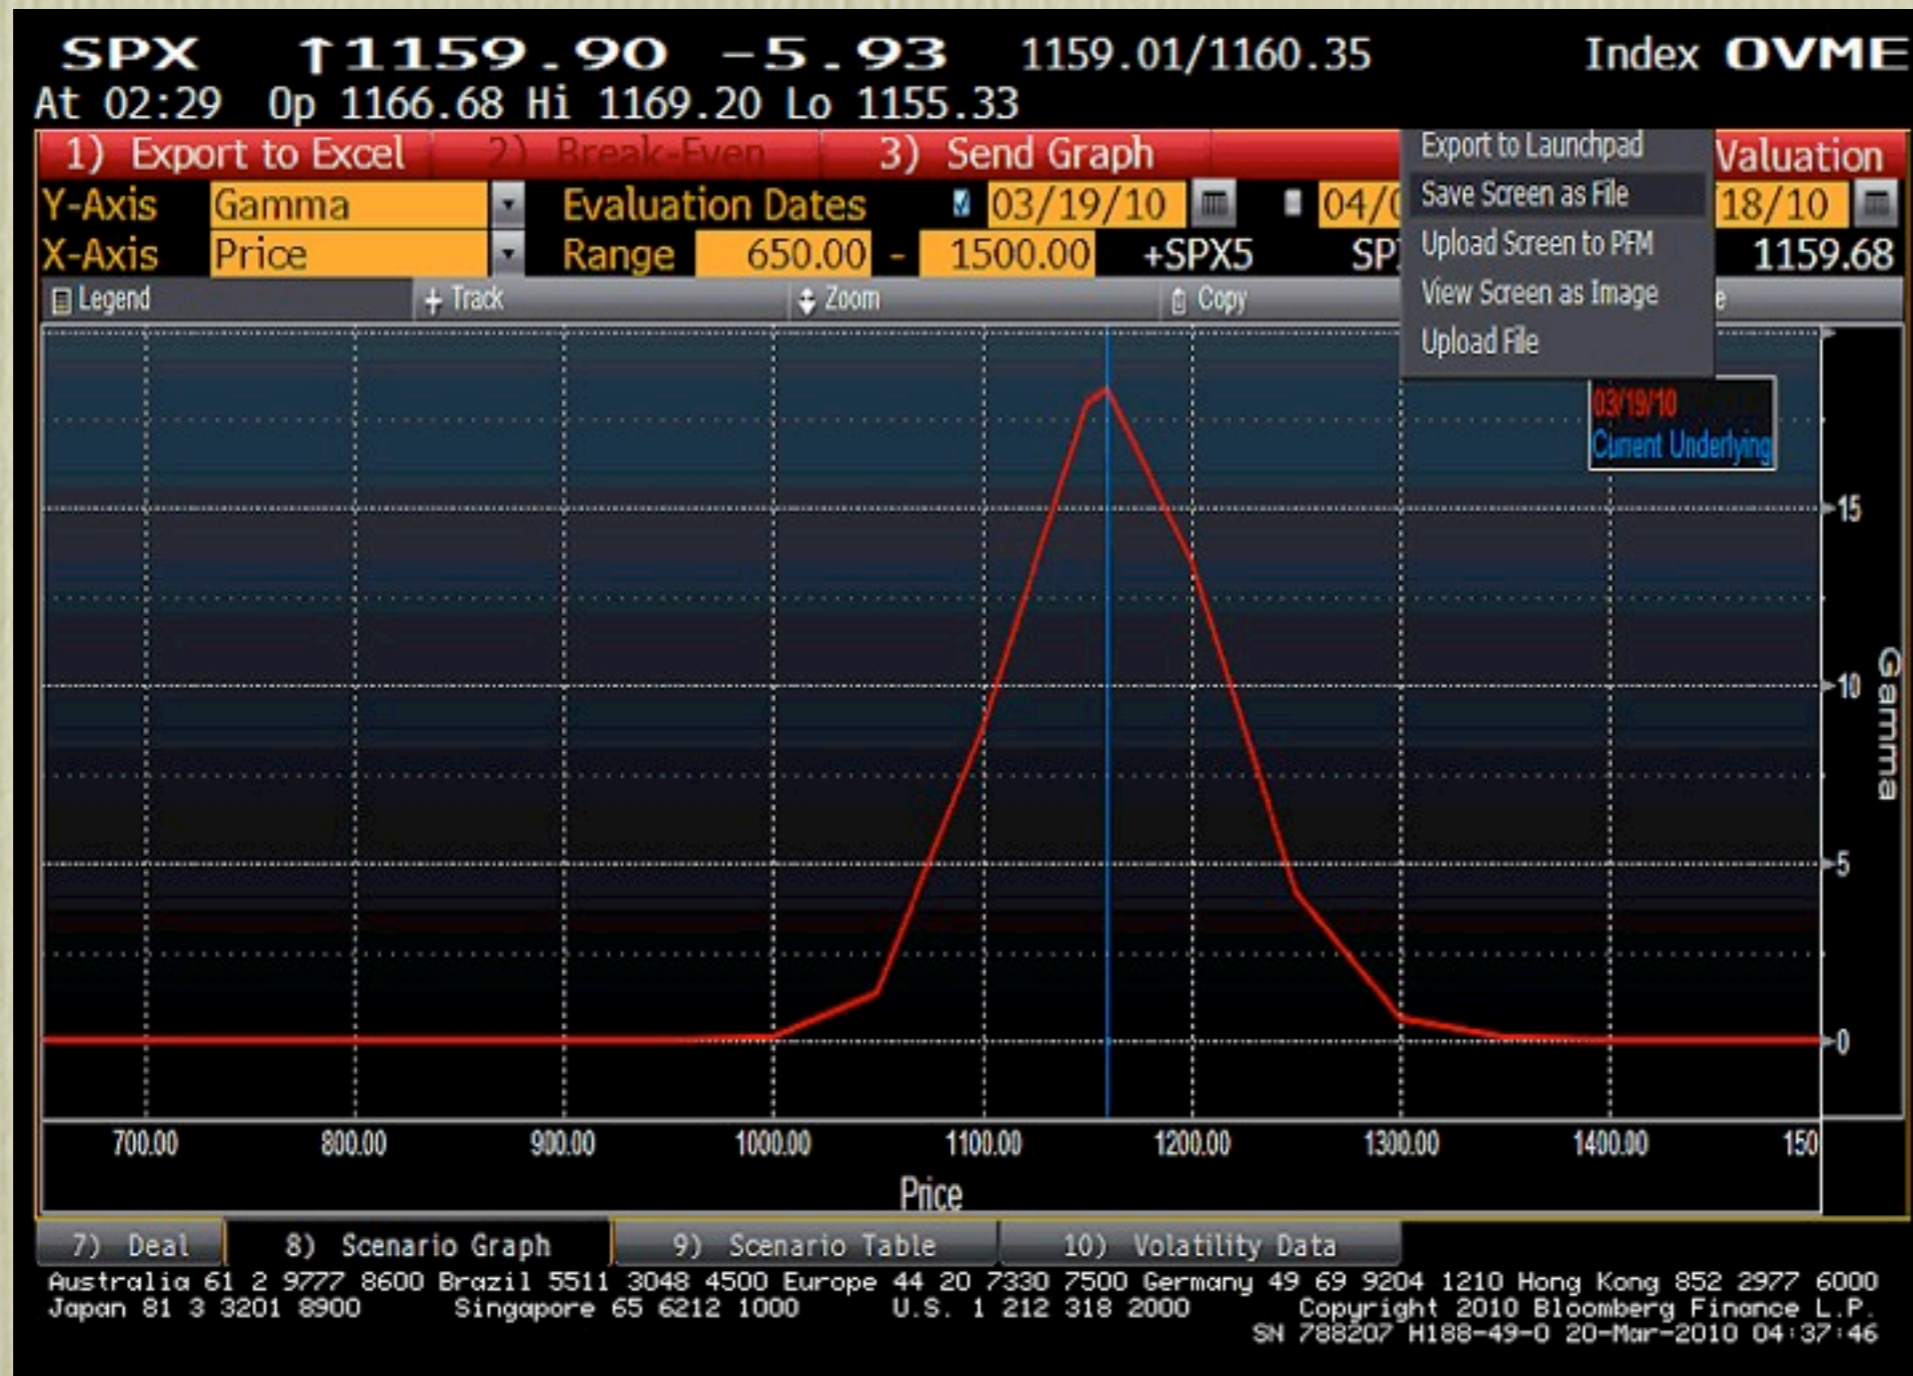 SPX ↑1159.90 -5.93 1159.01/1160.35 Index OVME
At 02:29 Op 1166.68 Hi 1169.20 Lo 1155.33
1) Export to Excel 2) Break-Even 3) Send Graph Valuation
Export to Launchpad
Save Screen as File
Upload Screen to PFM
View Screen as Image
Upload File
Y-Axis Gamma Evaluation Dates 03/19/10 04/0 18/10
X-Axis Price Range 650.00 - 1500.00 +SPX5 SP 1159.68
Legend Track Zoom Copy
03/19/10
Current Underlying
15
10
5
0
Gamma
700.00 800.00 900.00 1000.00 1100.00 1200.00 1300.00 1400.00 150
Price
7) Deal 8) Scenario Graph 9) Scenario Table 10) Volatility Data
Australia 61 2 9777 8600 Brazil 5511 3048 4500 Europe 44 20 7330 7500 Germany 49 69 9204 1210 Hong Kong 852 2977 6000
Japan 81 3 3201 8900 Singapore 65 6212 1000 U.S. 1 212 318 2000 Copyright 2010 Bloomberg Finance L.P.
SN 788207 H188-49-0 20-Mar-2010 04:37:46